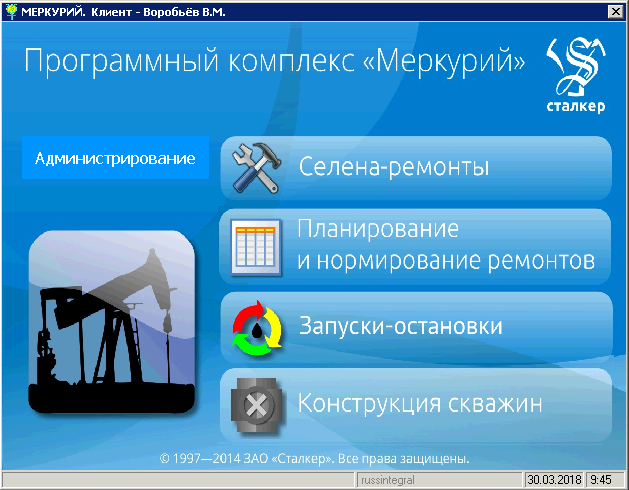 МЕРКУРИЙ. Клиент - Воробьёв В.М.
Программный комплекс «Меркурий»
сталкер
Администрирование
Селена-ремонты
Планирование
и нормирование ремонтов
Запуски-остановки
Конструкция скважин
© 1997—2014 ЗАО «Сталкер». Все права защищены.
russintegral
30.03.2018
9:45